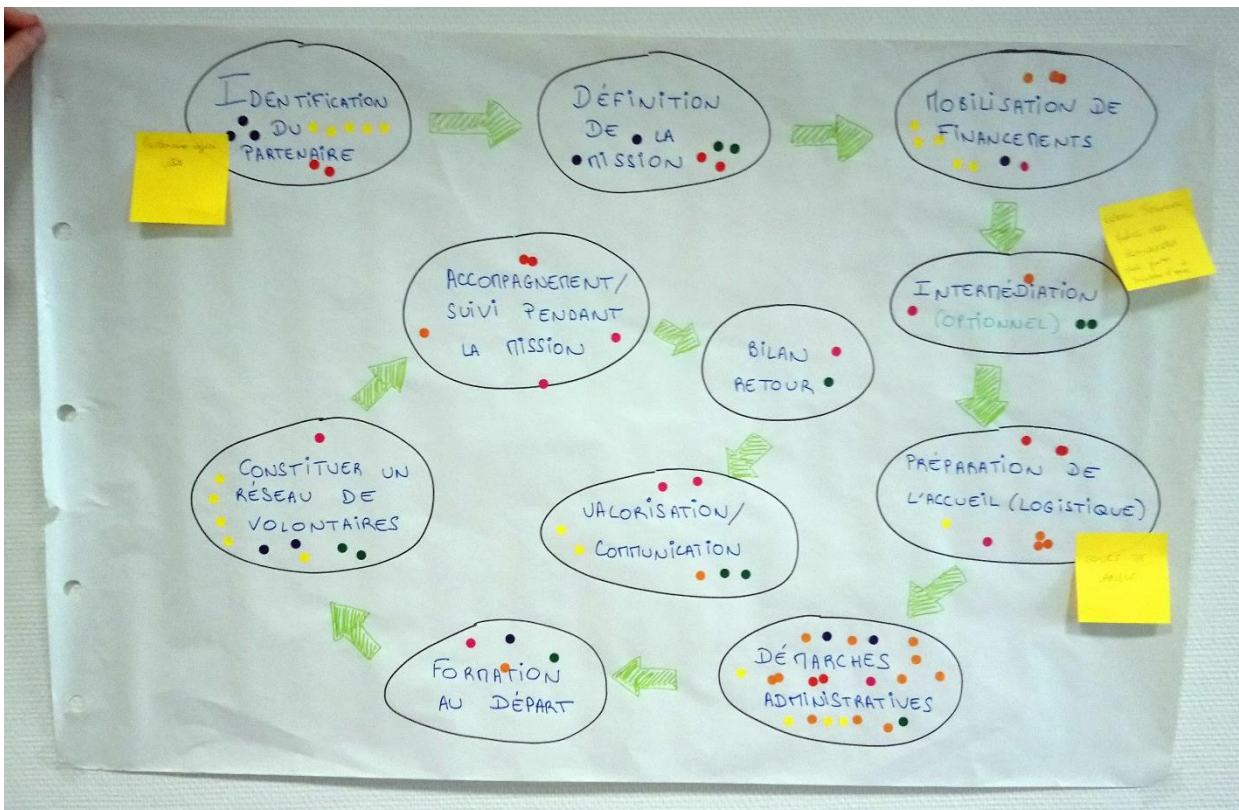 IDENTIFICATION
DU
PARTENAIRE
DÉFINITION
DE LA
MISSION
MOBILISATION DE
FINANCEMENTS
INTERMÉDIATION
(OPTIONNEL)
PRÉPARATION DE
L'ACCUEIL (LOGISTIQUE)
DÉMARCHES
ADMINISTRATIVES
FORMATION
AU DÉPART
CONSTITUER UN
RÉSEAU DE
VOLONTAIRES
ACCOMPAGNEMENT/
SUIVI PENDANT
LA MISSION
BILAN
RETOUR
VALORISATION/
COMMUNICATION